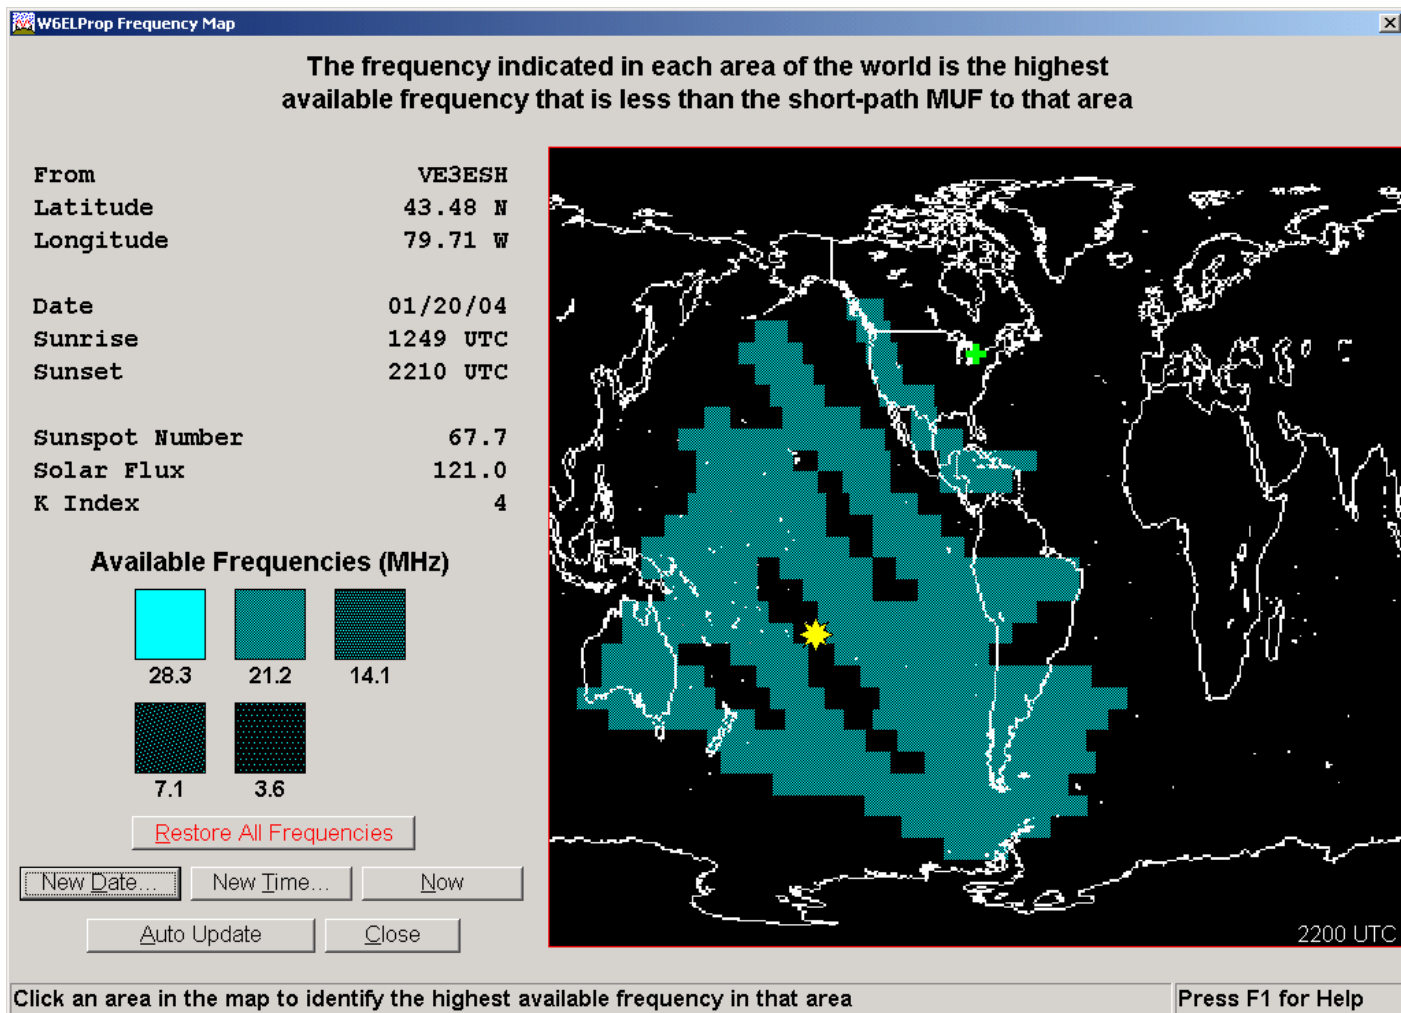 W6ELProp Frequency Map
The frequency indicated in each area of the world is the highest
available frequency that is less than the short-path MUF to that area
From VE3ESH
Latitude 43.48 N
Longitude 79.71 W
Date 01/20/04
Sunrise 1249 UTC
Sunset 2210 UTC
Sunspot Number 67.7
Solar Flux 121.0
K Index 4
Available Frequencies (MHz)
28.3 21.2 14.1
7.1 3.6
Restore All Frequencies
New Date... New Time... Now
Auto Update Close
2200 UTC
Click an area in the map to identify the highest available frequency in that area Press F1 for Help